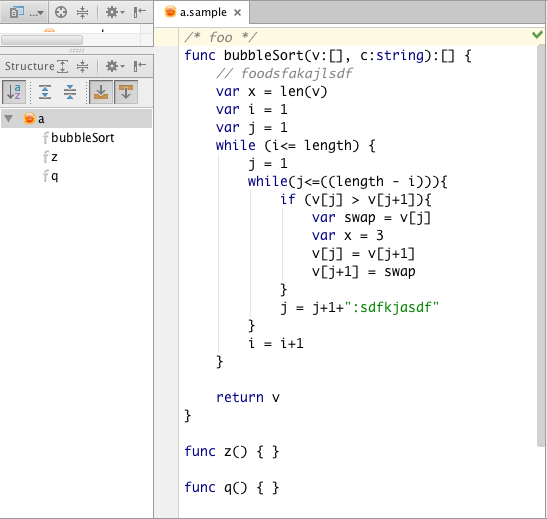 ...
a.sample
Structure
a
bubbleSort
z
q
/* foo */
func bubbleSort(v:[], c:string):[] {
// foodsfakajlsdf
var x = len(v)
var i = 1
var j = 1
while (i<= length) {
j = 1
while(j<=((length - i))){
if (v[j] > v[j+1]){
var swap = v[j]
var x = 3
v[j] = v[j+1]
v[j+1] = swap
}
j = j+1+":sdfkjasdf"
}
i = i+1
}
return v
}
func z() { }
func q() { }